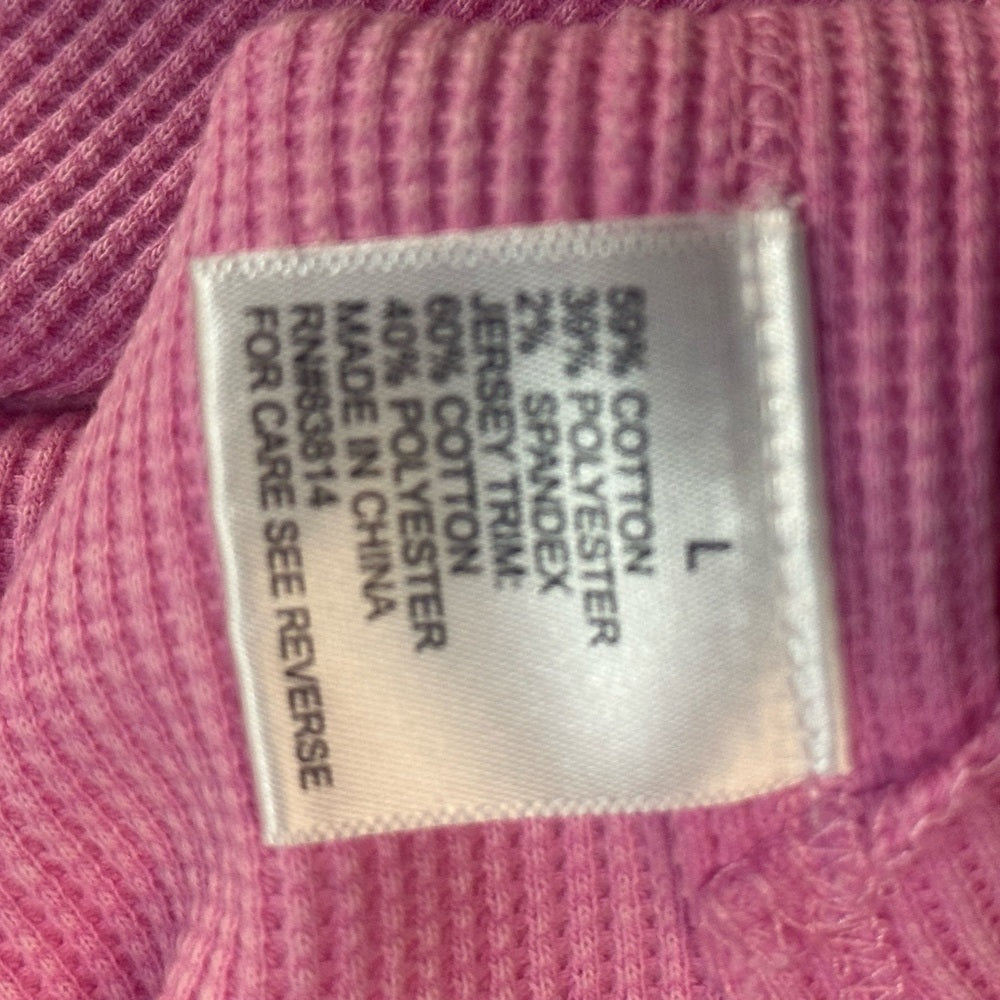 L
59% COTTON
39% POLYESTER
2% SPANDEX
JERSEY TRIM:
60% COTTON
40% POLYESTER
MADE IN CHINA
RN#83814
FOR CARE SEE REVERSE